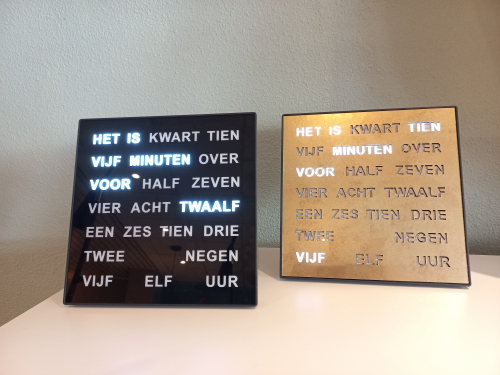 HET IS KWART TIEN
VIJF MINUTEN OVER
VOOR HALF ZEVEN
VIER ACHT TWAALF
EEN ZES TIEN DRIE
TWEE NEGEN
VIJF ELF UUR
HET IS KWART TIEN
VIJF MINUTEN OVER
VOOR HALF ZEVEN
VIER ACHT TWAALF
EEN ZES TIEN DRIE
TWEE NEGEN
VIJF ELF UUR